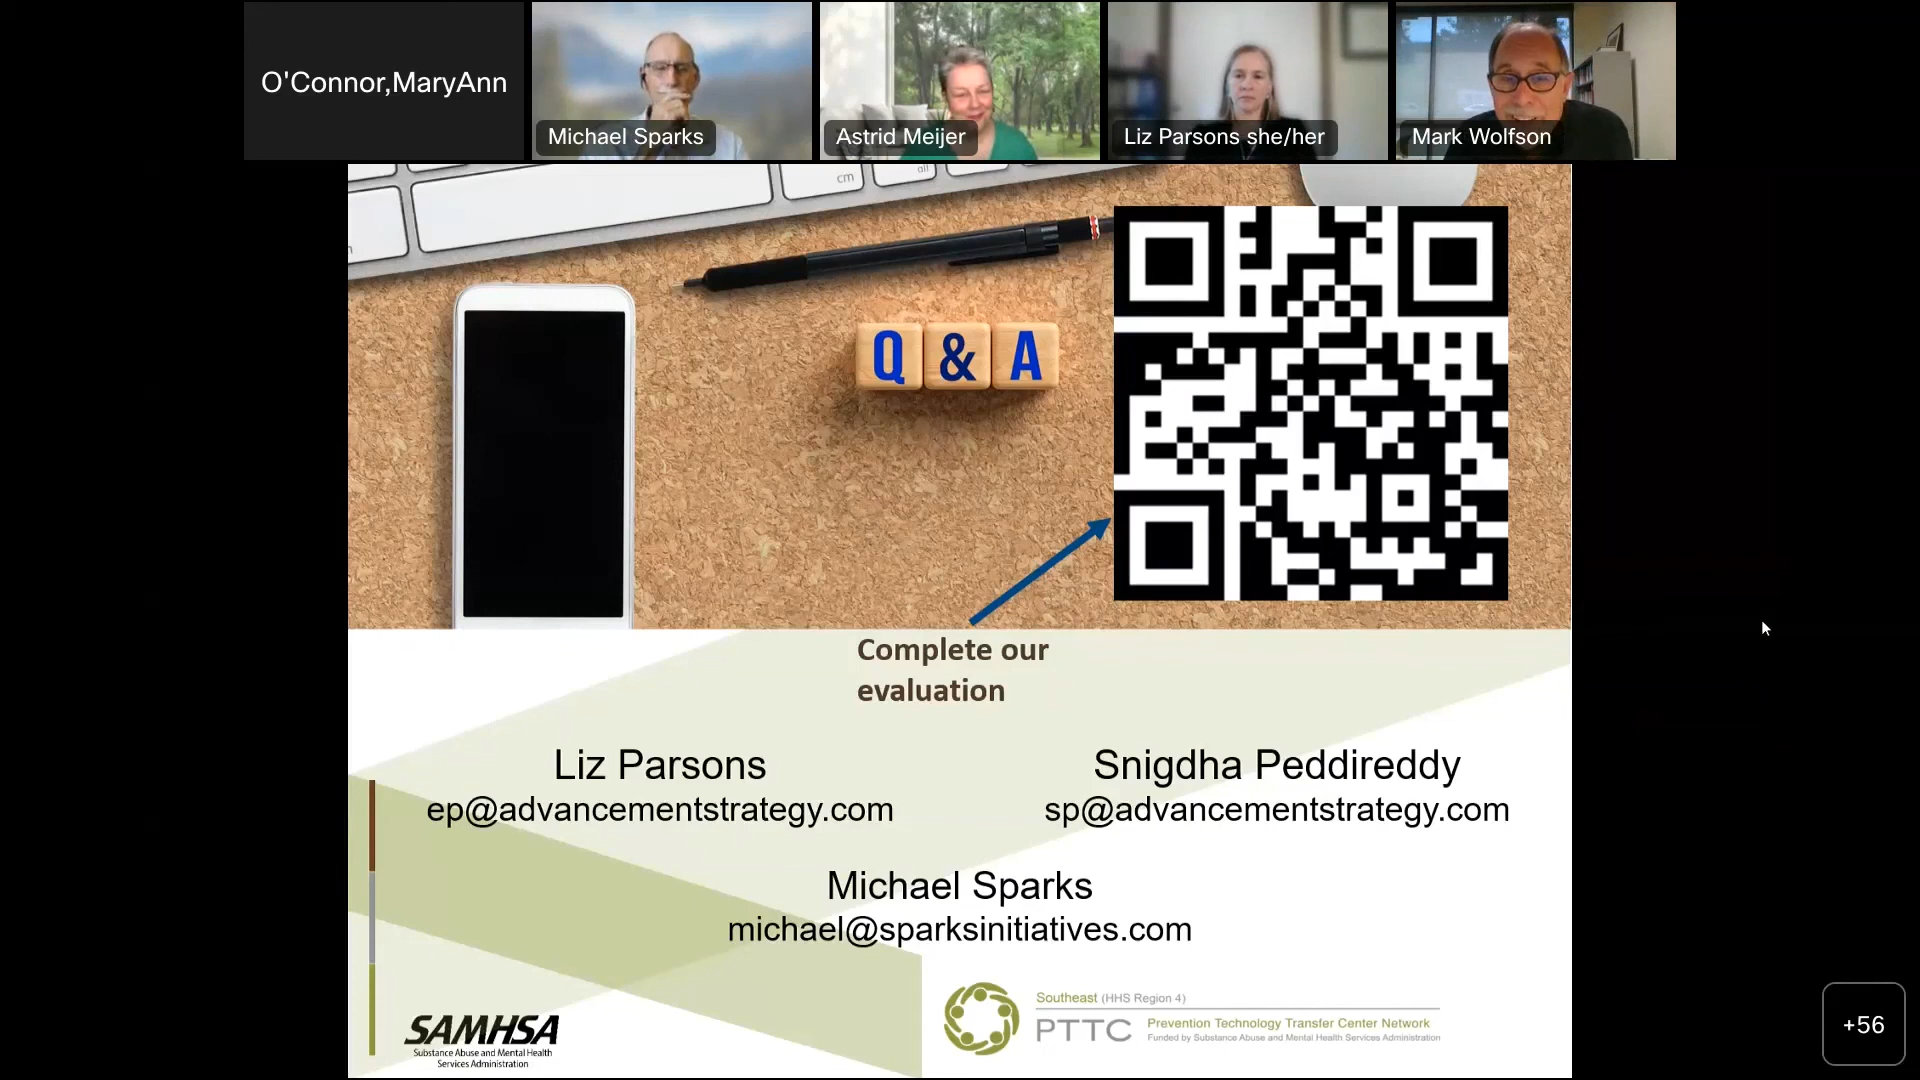 O'Connor,MaryAnn
Michael Sparks
Astrid Meijer
Liz Parsons she/her
Mark Wolfson
cm
Q & A
Complete our
evaluation
Liz Parsons
ep@advancementstrategy.com
Snigdha Peddireddy
sp@advancementstrategy.com
Michael Sparks
michael@sparksinitiatives.com
SAMHSA
Substance Abuse and Mental Health
Services Administration
Southeast (HHS Region 4)
PTTC
Prevention Technology Transfer Center Network
Funded by Substance Abuse and Mental Health Services Administration
+56